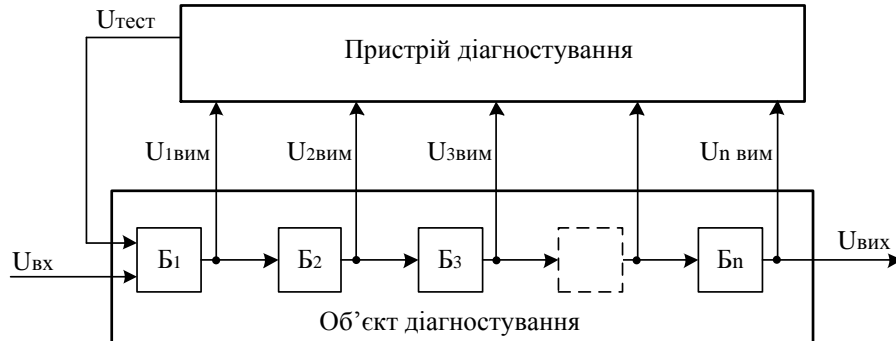 Uтест
Пристрій діагностування
U1вим
U2вим
U3вим
Un вим
Uвх
Б1
Б2
Б3
Бn
Uвих
Об’єкт діагностування